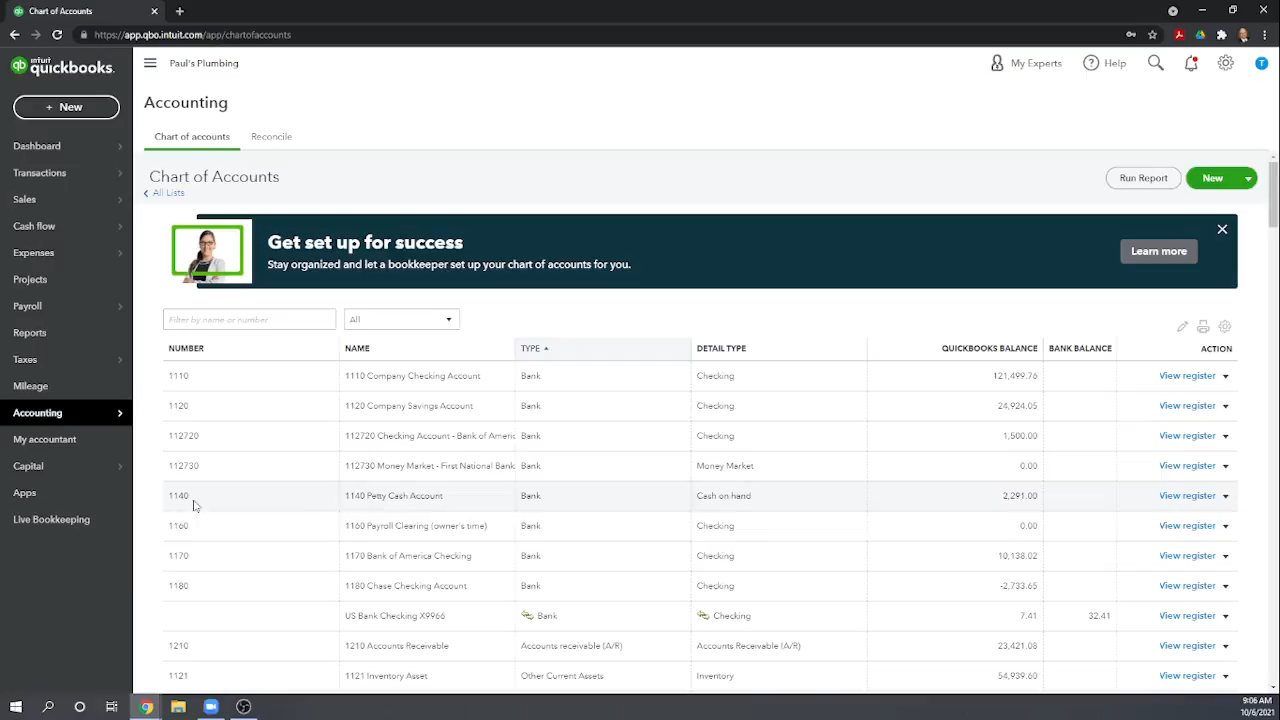 Chart of Accounts
https://app.qbo.intuit.com/app/chartofaccounts
intuit quickbooks.
Paul's Plumbing
My Experts
Help
T
+ New
Accounting
Chart of accounts
Reconcile
Dashboard
Transactions
Sales
Cash flow
Expenses
Projects
Payroll
Reports
Taxes
Mileage
Accounting
My accountant
Capital
Apps
Live Bookkeeping
Chart of Accounts
All Lists
Run Report
New
Get set up for success
Stay organized and let a bookkeeper set up your chart of accounts for you.
Learn more
Filter by name or number
All
NUMBER NAME TYPE DETAIL TYPE QUICKBOOKS BALANCE BANK BALANCE ACTION
1110 1110 Company Checking Account Bank Checking 121,499.76 View register
1120 1120 Company Savings Account Bank Checking 24,924.05 View register
112720 112720 Checking Account - Bank of Americ Bank Checking 1,500.00 View register
112730 112730 Money Market - First National Bank Bank Money Market 0.00 View register
1140 1140 Petty Cash Account Bank Cash on hand 2,291.00 View register
1160 1160 Payroll Clearing (owner's time) Bank Checking 0.00 View register
1170 1170 Bank of America Checking Bank Checking 10,138.02 View register
1180 1180 Chase Checking Account Bank Checking -2,733.65 View register
US Bank Checking X9966 Bank Checking 7.41 32.41 View register
1210 1210 Accounts Receivable Accounts receivable (A/R) Accounts Receivable (A/R) 23,421.08 View register
1121 1121 Inventory Asset Other Current Assets Inventory 54,939.60 View register
9:06 AM
10/6/2021